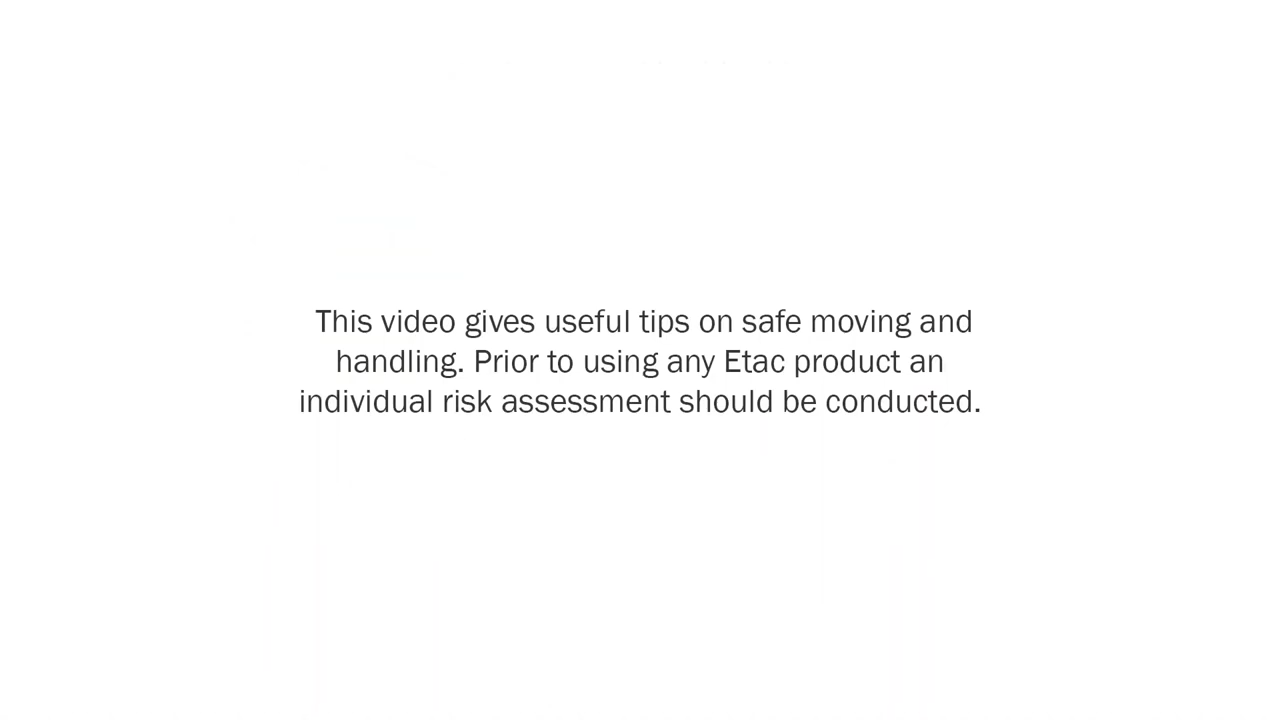 This video gives useful tips on safe moving and
handling. Prior to using any Etac product an
individual risk assessment should be conducted.